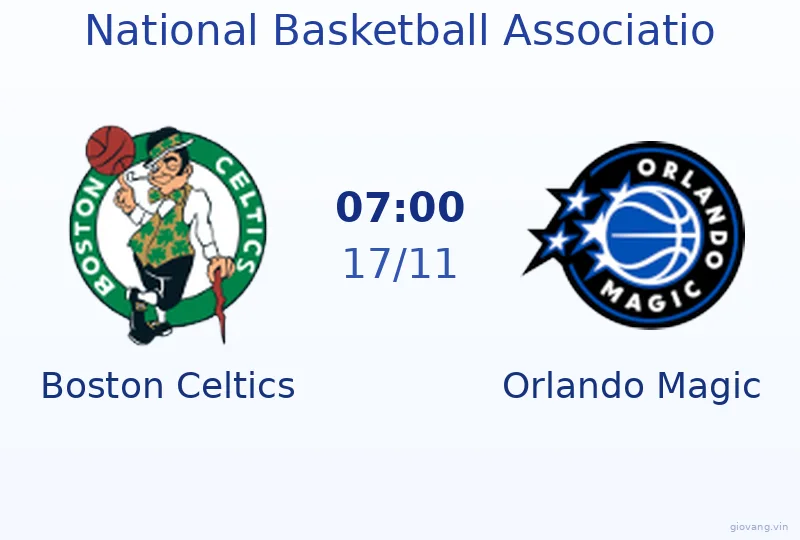 National Basketball Associatio
BOSTON CELTICS
07:00
17/11
ORLANDO MAGIC
Boston Celtics
Orlando Magic
giovang.vin